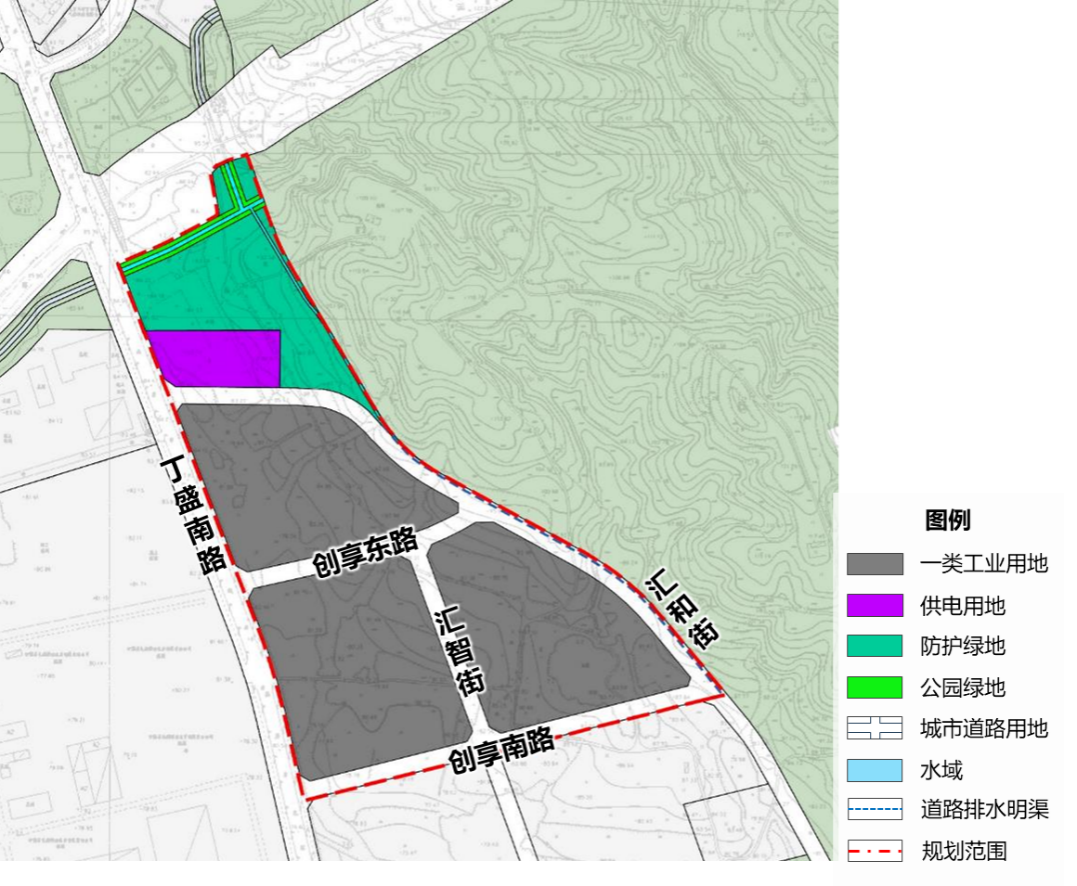 丁盛南路
创享东路
汇智街
汇和街
创享南路
图例
一类工业用地
供电用地
防护绿地
公园绿地
城市道路用地
水域
道路排水明渠
规划范围